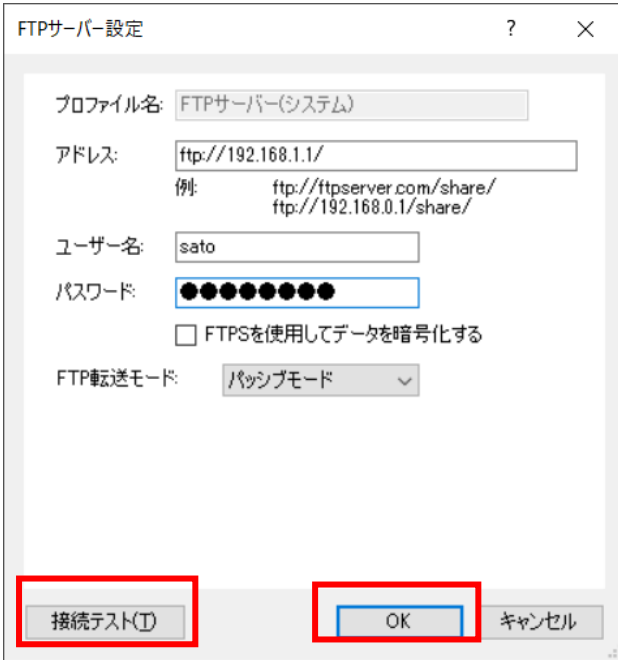 FTPサーバー設定 ?
プロファイル名: FTPサーバー(システム)
アドレス: ftp://192.168.1.1/
例: ftp://ftpserver.com/share/
ftp://192.168.0.1/share/
ユーザー名: sato
パスワード: ●●●●●●●●
FTPSを使用してデータを暗号化する
FTP転送モード: パッシブモード
接続テスト(T) OK キャンセル